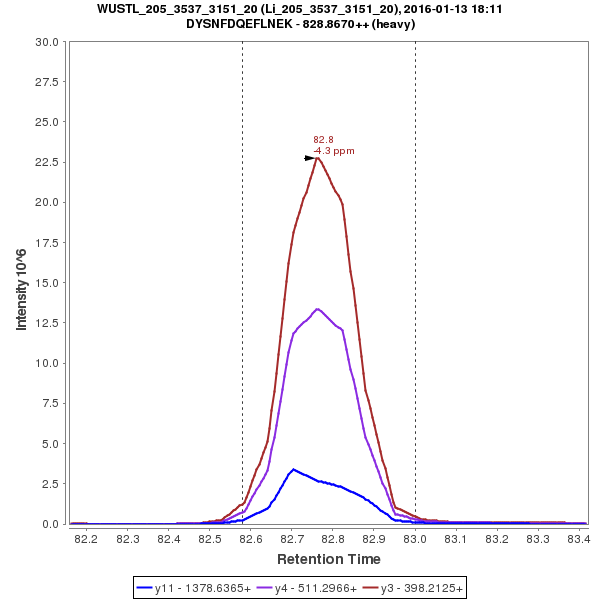 WUSTL_205_3537_3151_20 (Li_205_3537_3151_20), 2016-01-13 18:11
DYSNFDQEFLNEK - 828.8670++ (heavy)
30.0
27.5
25.0
22.5
20.0
17.5
15.0
12.5
10.0
7.5
5.0
2.5
0.0
Intensity 10^6
82.8
-4.3 ppm
82.2 82.3 82.4 82.5 82.6 82.7 82.8 82.9 83.0 83.1 83.2 83.3 83.4
Retention Time
y11 - 1378.6365+ y4 - 511.2966+ y3 - 398.2125+